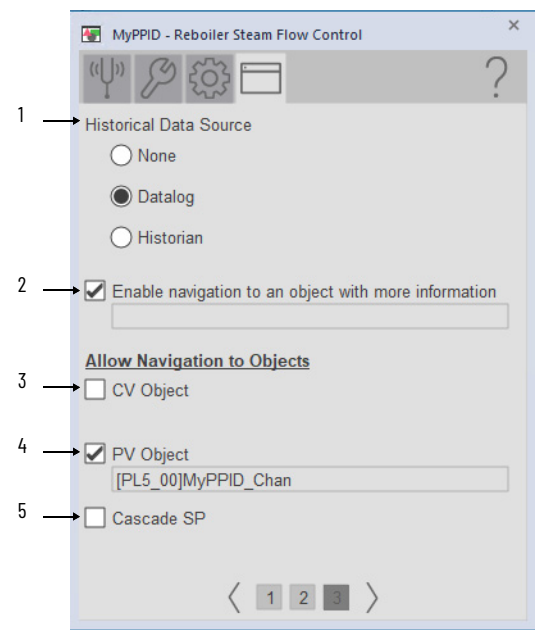 MyPPID - Reboiler Steam Flow Control
×
?
1
Historical Data Source
None
Datalog
Historian
2
Enable navigation to an object with more information
Allow Navigation to Objects
3
CV Object
4
PV Object
[PL5_00]MyPPID_Chan
5
Cascade SP
1 2 3